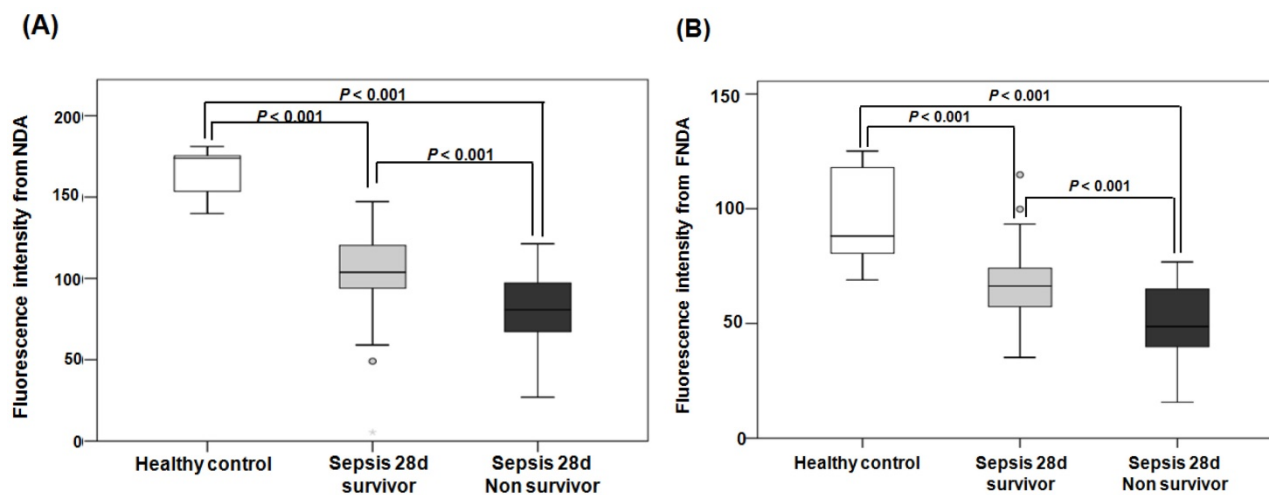 (A)
Fluorescence intensity from NDA
200
150
100
50
0
P < 0.001
P < 0.001
P < 0.001
Healthy control
Sepsis 28d
survivor
Sepsis 28d
Non survivor
(B)
Fluorescence intensity from FNDA
150
100
50
0
P < 0.001
P < 0.001
P < 0.001
Healthy control
Sepsis 28d
survivor
Sepsis 28d
Non survivor